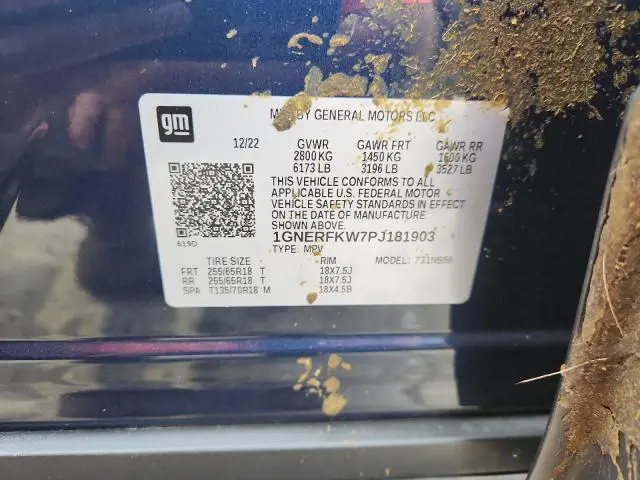 gm
BY GENERAL MOTORS LLC
12/22 GVWR GAWR FRT GAWR RR
2800 KG 1450 KG 1600 KG
6173 LB 3196 LB 3527 LB
THIS VEHICLE CONFORMS TO ALL
APPLICABLE U.S. FEDERAL MOTOR
VEHICLE SAFETY STANDARDS IN EFFECT
ON THE DATE OF MANUFACTURE
SHOWN ABOVE.
1GNERFKW7PJ181903
619D TYPE: MPV MODEL:
TIRE SIZE RIM
FRT 255/65R18 T 18X7.5J
RR 255/65R18 T 18X7.5J
SPA T135/70R18 M 18X4.5B